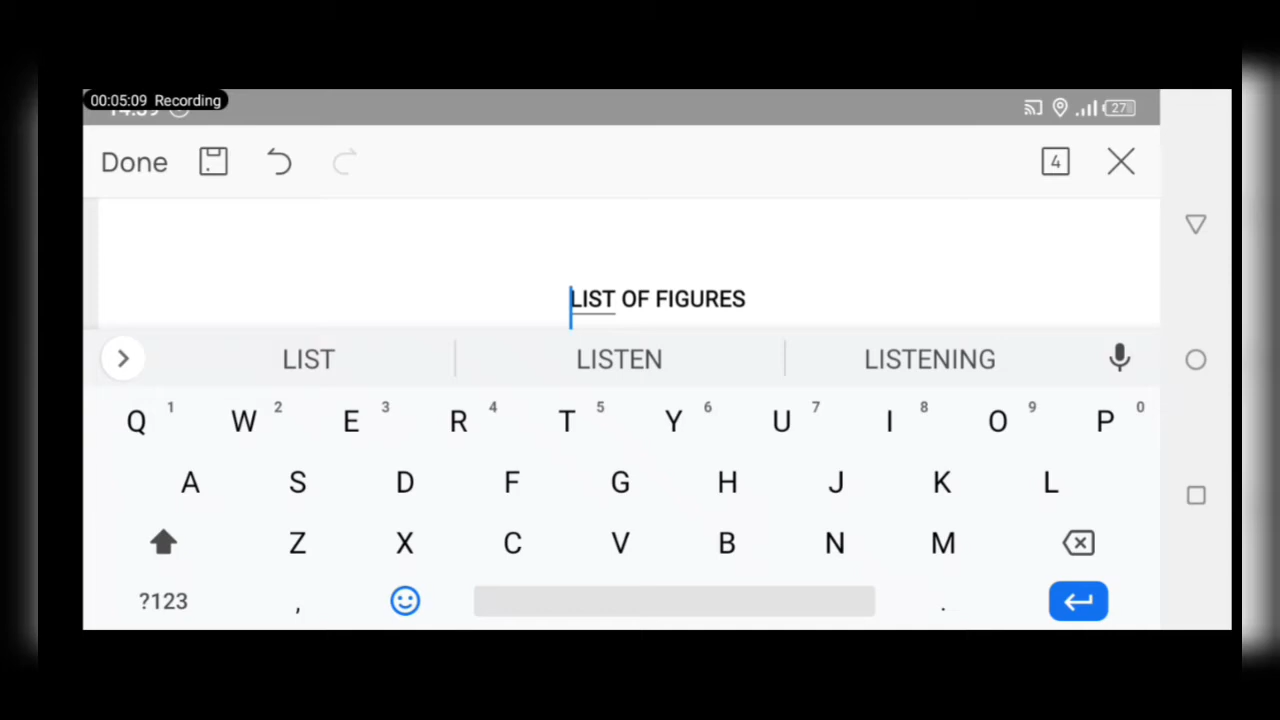 00:05:09 Recording
27
Done
4
LIST OF FIGURES
LIST LISTEN LISTENING
Q 1 W 2 E 3 R 4 T 5 Y 6 U 7 I 8 O 9 P 0
A S D F G H J K L
Z X C V B N M
?123 , .